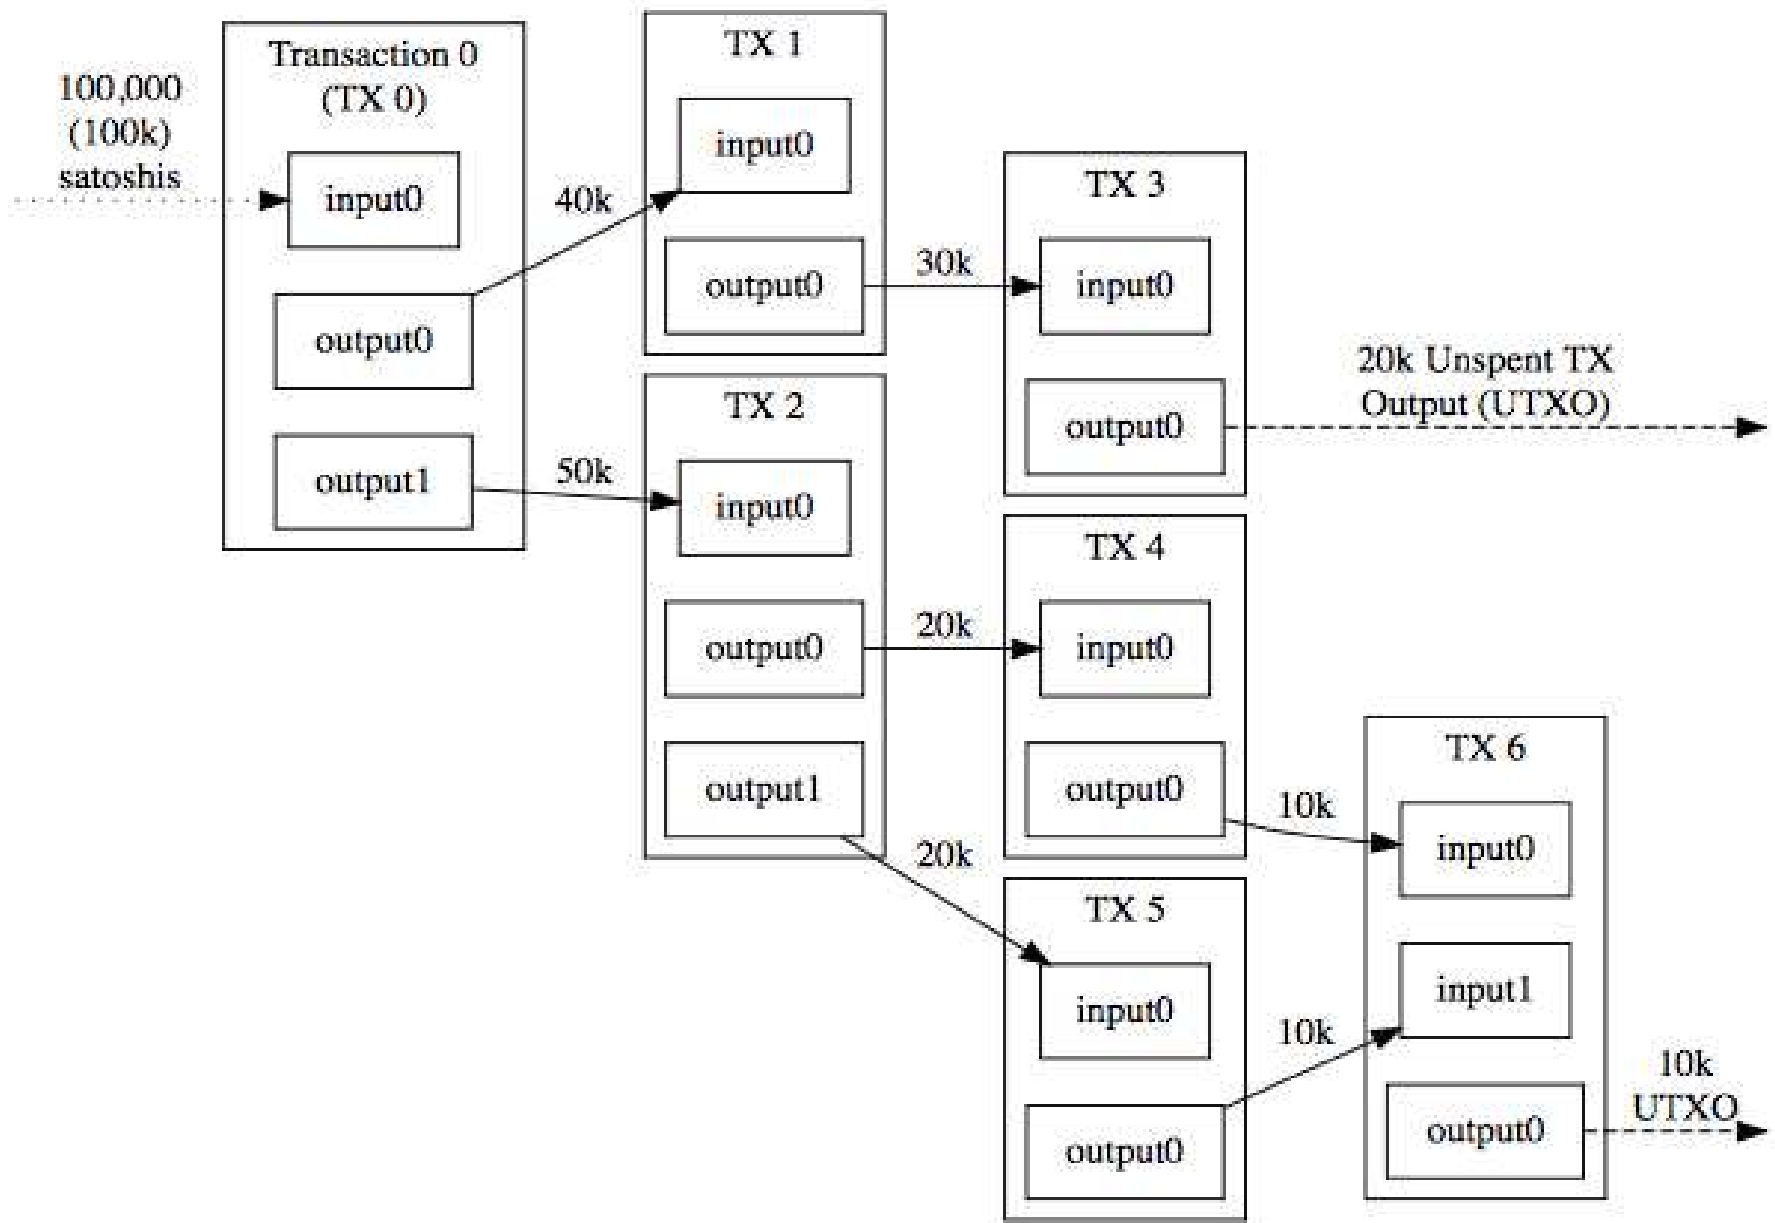 100,000
(100k)
satoshis
Transaction 0
(TX 0)
input0
output0
output1
40k
50k
TX 1
input0
output0
TX 2
input0
output0
output1
30k
20k
20k
TX 3
input0
output0
TX 4
input0
output0
TX 5
input0
output0
20k Unspent TX
Output (UTXO)
10k
10k
TX 6
input0
input1
output0
10k
UTXO